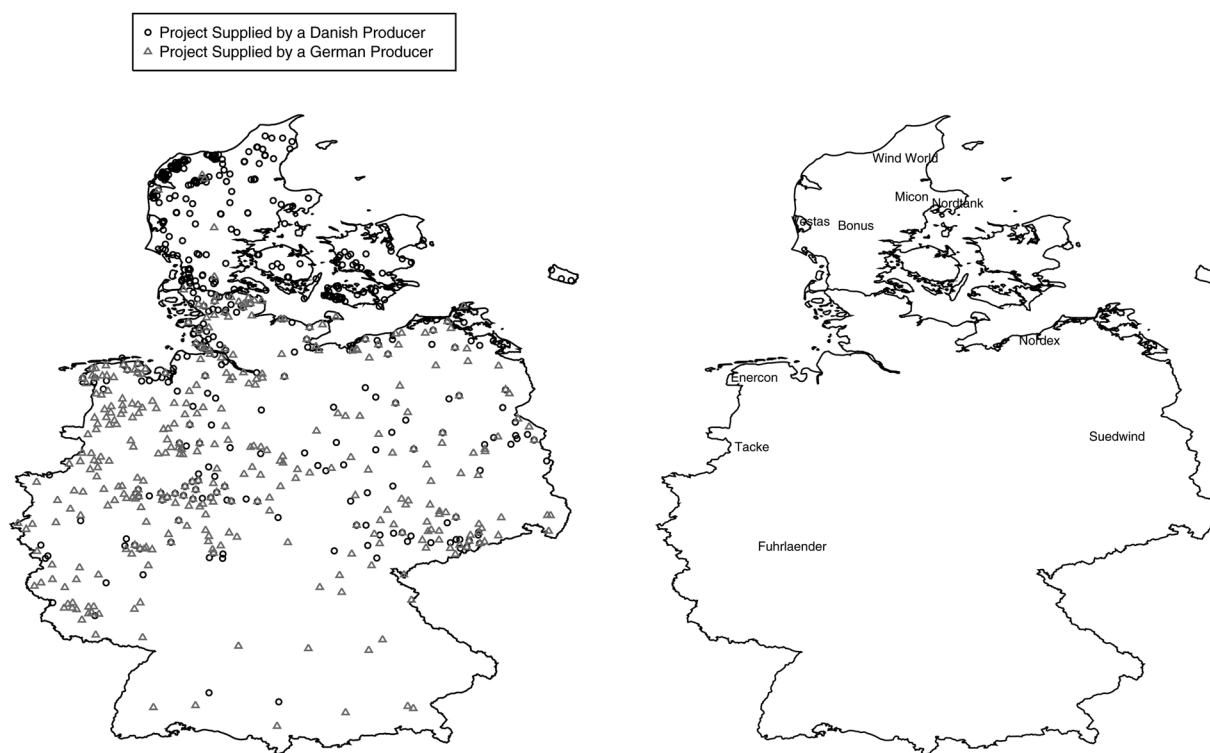 Project Supplied by a Danish Producer
Project Supplied by a German Producer
Wind World
Micon
Nordtank
Vestas
Bonus
Nordex
Enercon
Suedwind
Tacke
Fuhrlaender